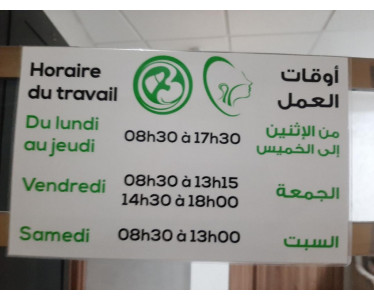 Horaire
du travail
أوقات
العمل
Du lundi
au jeudi
08h30 à 17h30
من الإثنين
إلى الخميس
Vendredi
08h30 à 13h15
14h30 à 18h00
الجمعة
Samedi
08h30 à 13h00
السبت